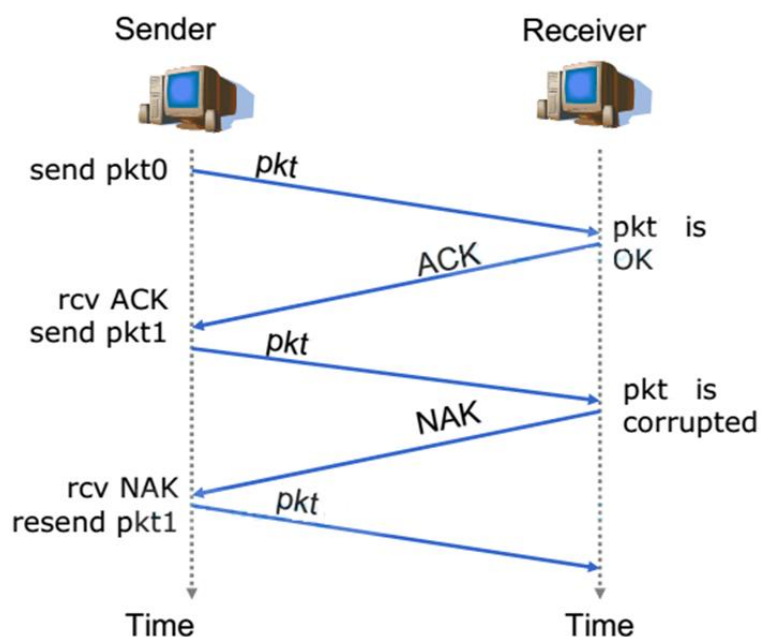 Sender
Receiver
send pkt0
pkt
pkt is
OK
ACK
rcv ACK
send pkt1
pkt
pkt is
corrupted
NAK
rcv NAK
resend pkt1
pkt
Time
Time